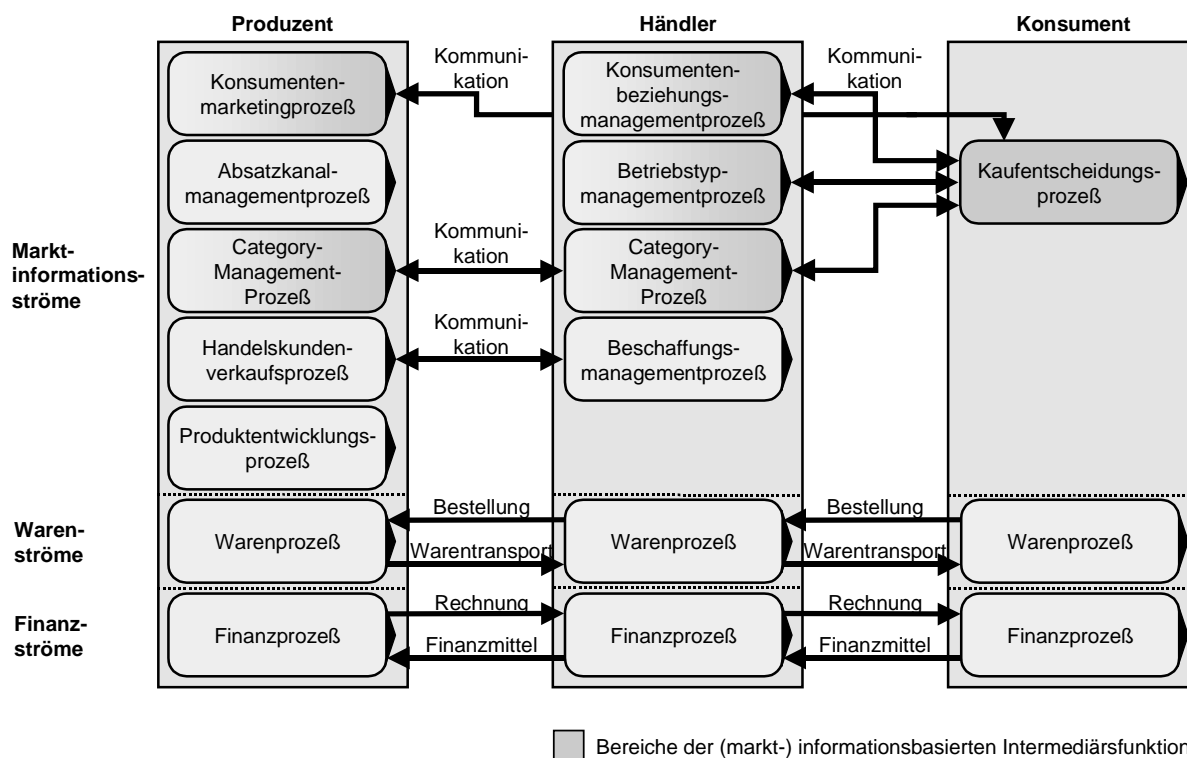 Produzent
Händler
Konsument
Kommuni-
kation
Kommuni-
kation
Konsumenten-
marketingprozeß
Konsumenten-
beziehungs-
managementprozeß
Absatzkanal-
managementprozeß
Betriebstyp-
managementprozeß
Kaufentscheidungs-
prozeß
Markt-
informations-
ströme
Category-
Management-
Prozeß
Kommuni-
kation
Category-
Management-
Prozeß
Handelskunden-
verkaufsprozeß
Kommuni-
kation
Beschaffungs-
managementprozeß
Produktentwicklungs-
prozeß
Waren-
ströme
Warenprozeß
Bestellung
Warentransport
Warenprozeß
Bestellung
Warentransport
Warenprozeß
Finanz-
ströme
Finanzprozeß
Rechnung
Finanzmittel
Finanzprozeß
Rechnung
Finanzmittel
Finanzprozeß
Bereiche der (markt-) informationsbasierten Intermediärsfunktion